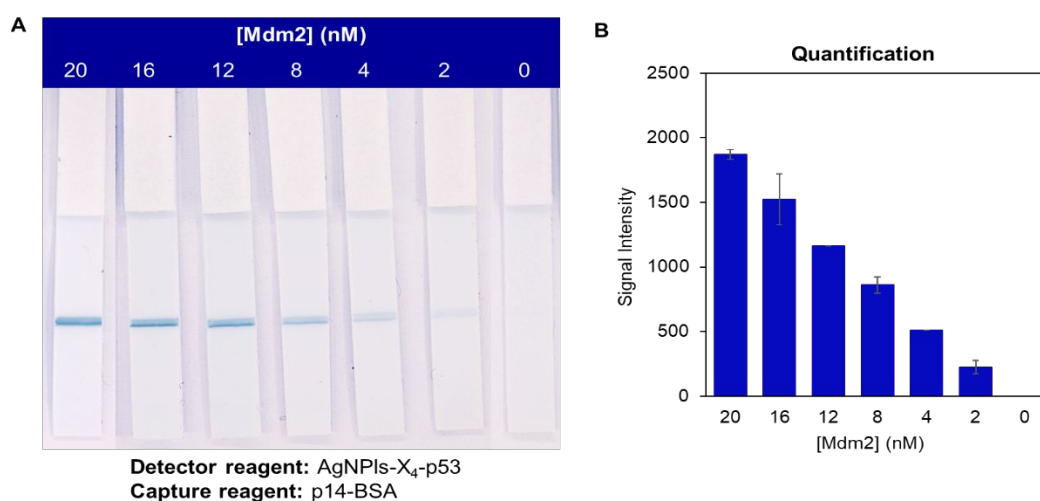 A
[Mdm2] (nM)
20 16 12 8 4 2 0
Detector reagent: AgNPls-X₄-p53
Capture reagent: p14-BSA
B
Quantification
2500
2000
1500
1000
500
0
Signal Intensity
20 16 12 8 4 2 0
[Mdm2] (nM)